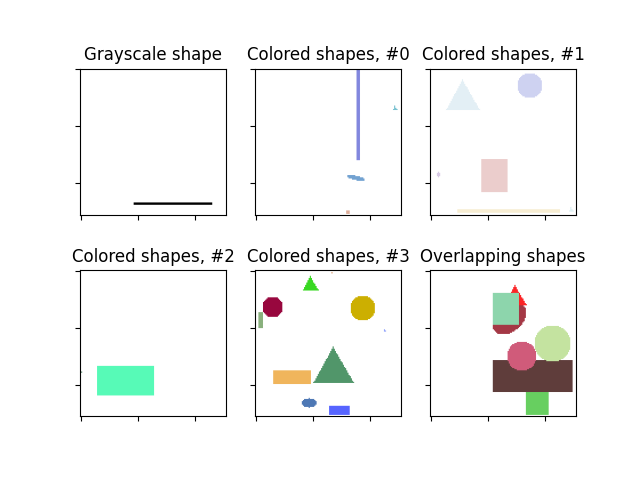 Grayscale shape
Colored shapes, #0
Colored shapes, #1
Colored shapes, #2
Colored shapes, #3
Overlapping shapes